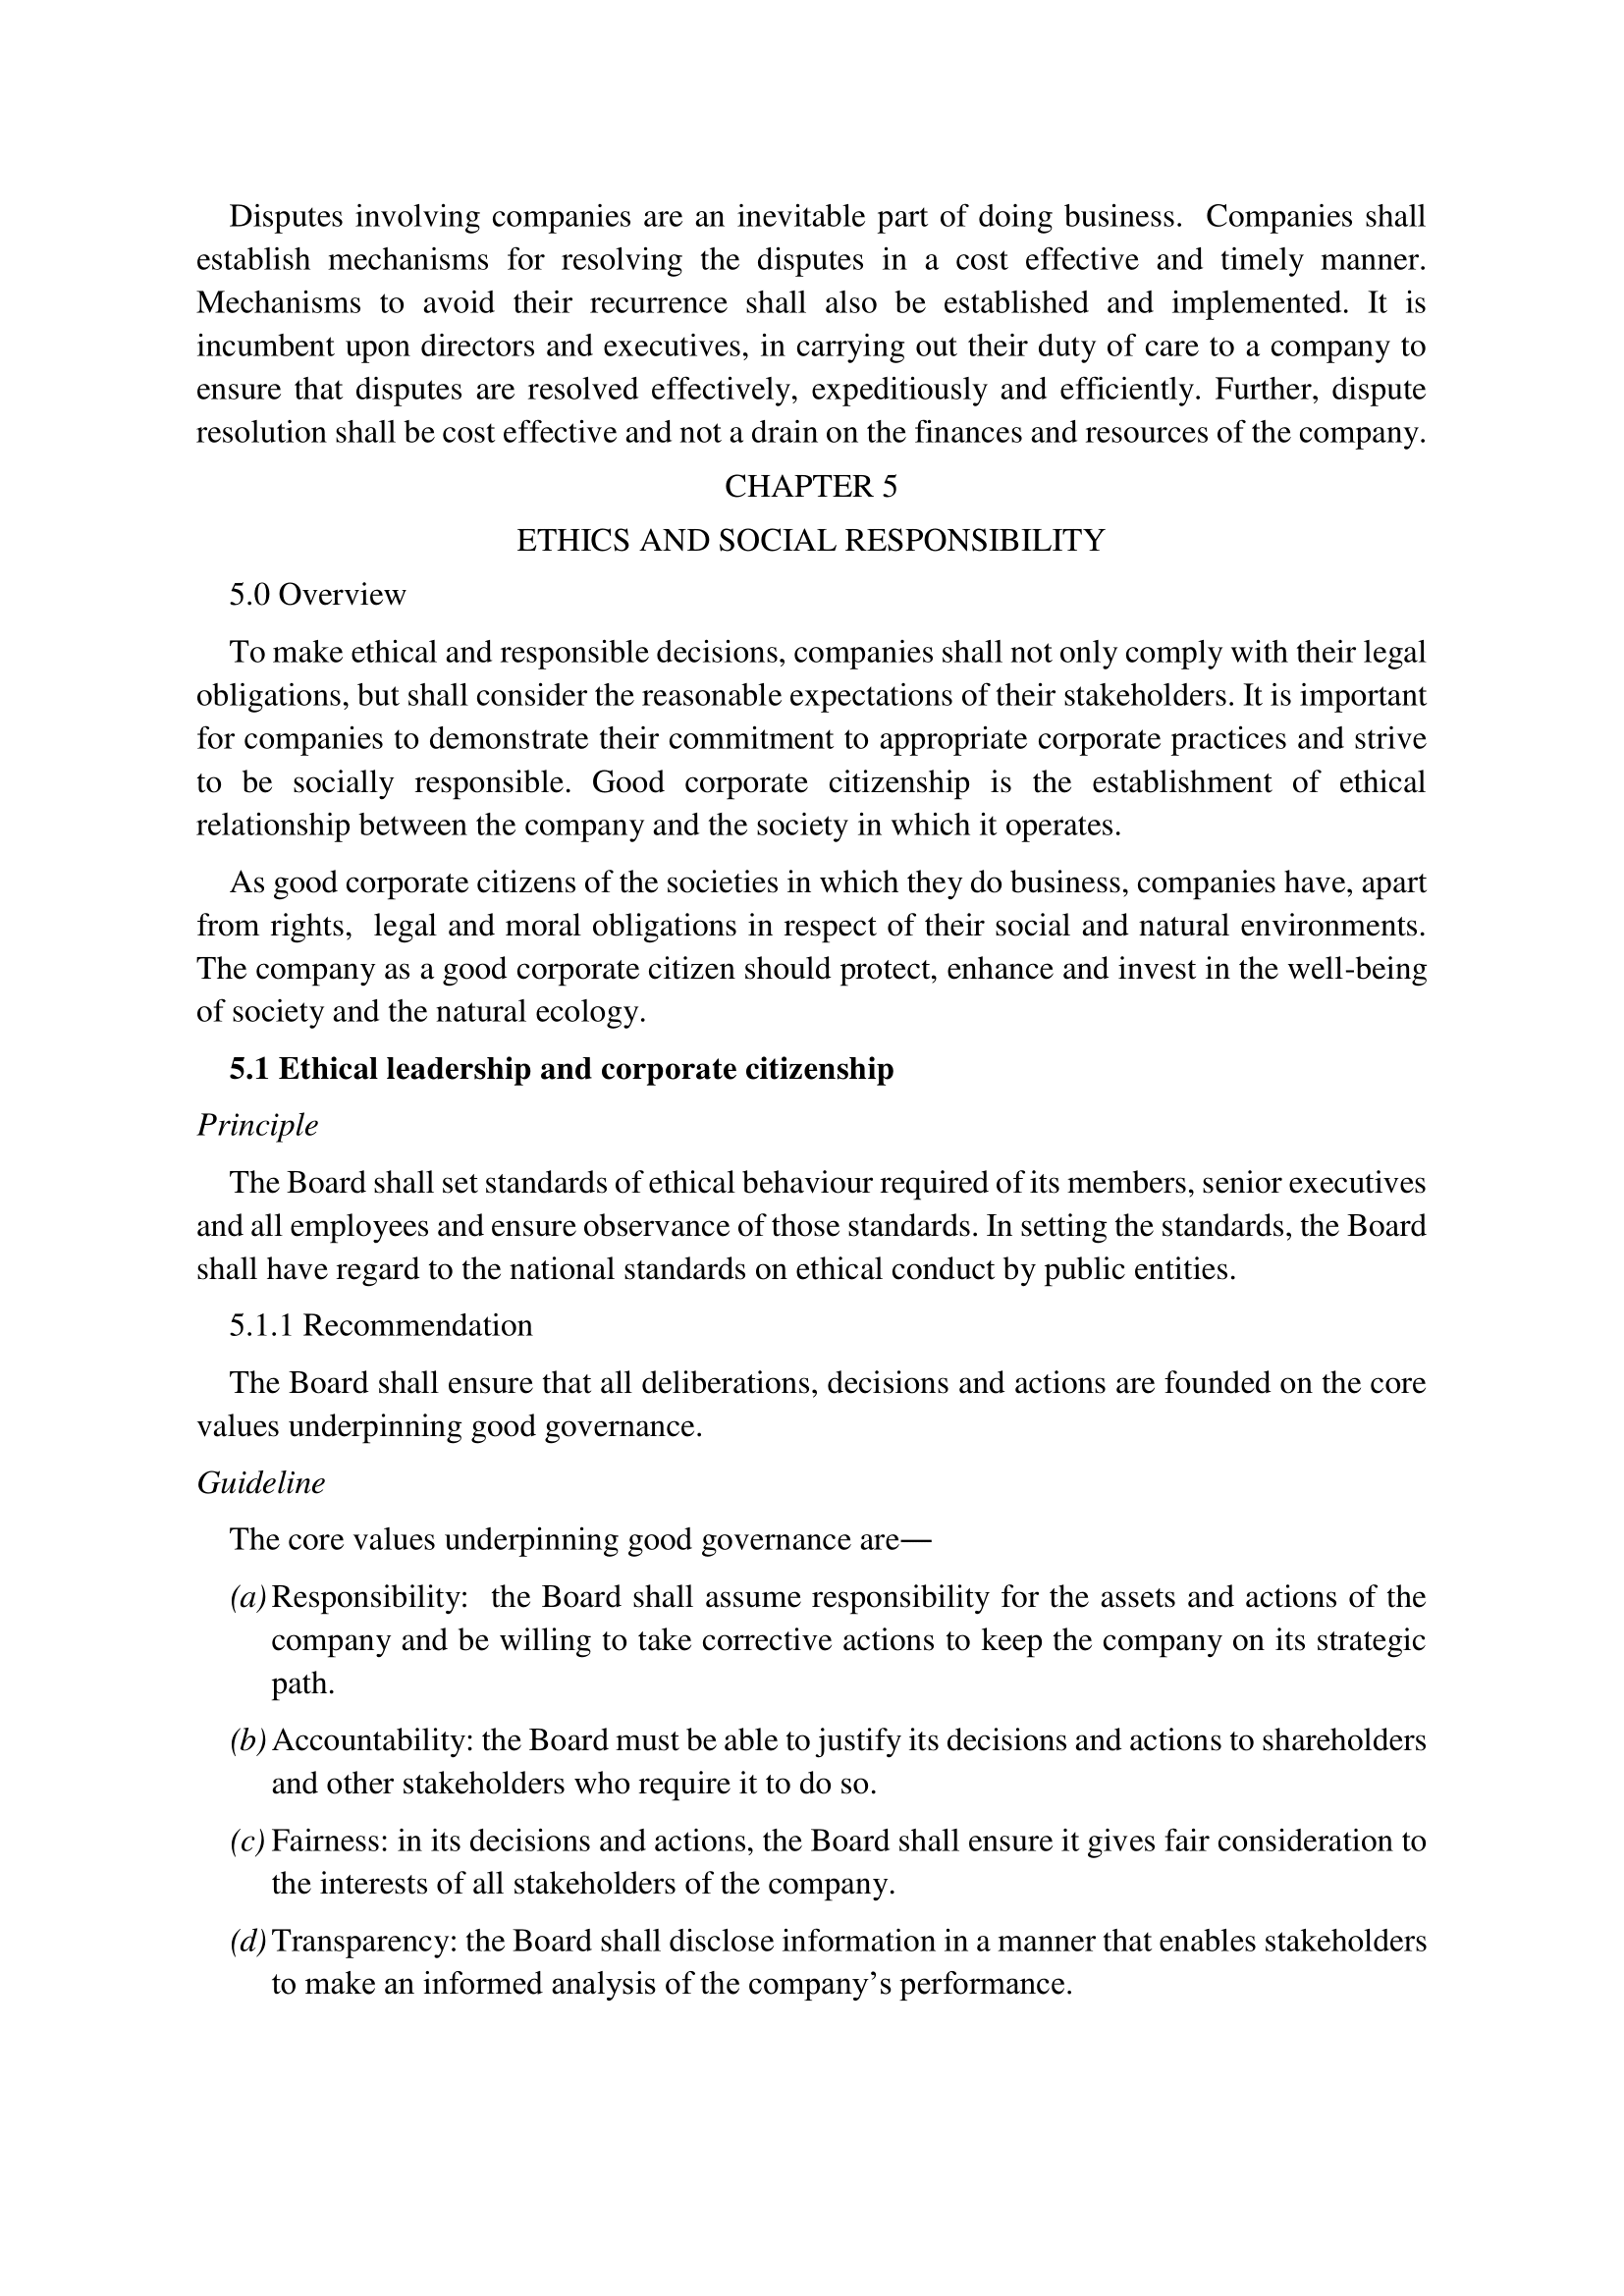 Disputes involving companies are an inevitable part of doing business.  Companies shall
establish mechanisms for resolving the disputes in a cost effective and timely manner.
Mechanisms to avoid their recurrence shall also be established and implemented. It is
incumbent upon directors and executives, in carrying out their duty of care to a company to
ensure that disputes are resolved effectively, expeditiously and efficiently. Further, dispute
resolution shall be cost effective and not a drain on the finances and resources of the company.
CHAPTER 5
ETHICS AND SOCIAL RESPONSIBILITY
5.0 Overview
To make ethical and responsible decisions, companies shall not only comply with their legal
obligations, but shall consider the reasonable expectations of their stakeholders. It is important
for companies to demonstrate their commitment to appropriate corporate practices and strive
to be socially responsible. Good corporate citizenship is the establishment of ethical
relationship between the company and the society in which it operates.
As good corporate citizens of the societies in which they do business, companies have, apart
from rights,  legal and moral obligations in respect of their social and natural environments.
The company as a good corporate citizen should protect, enhance and invest in the well-being
of society and the natural ecology.
5.1 Ethical leadership and corporate citizenship
Principle
The Board shall set standards of ethical behaviour required of its members, senior executives
and all employees and ensure observance of those standards. In setting the standards, the Board
shall have regard to the national standards on ethical conduct by public entities.
5.1.1 Recommendation
The Board shall ensure that all deliberations, decisions and actions are founded on the core
values underpinning good governance.
Guideline
The core values underpinning good governance are—
(a) Responsibility:  the Board shall assume responsibility for the assets and actions of the
company and be willing to take corrective actions to keep the company on its strategic
path.
(b) Accountability: the Board must be able to justify its decisions and actions to shareholders
and other stakeholders who require it to do so.
(c) Fairness: in its decisions and actions, the Board shall ensure it gives fair consideration to
the interests of all stakeholders of the company.
(d) Transparency: the Board shall disclose information in a manner that enables stakeholders
to make an informed analysis of the company’s performance.